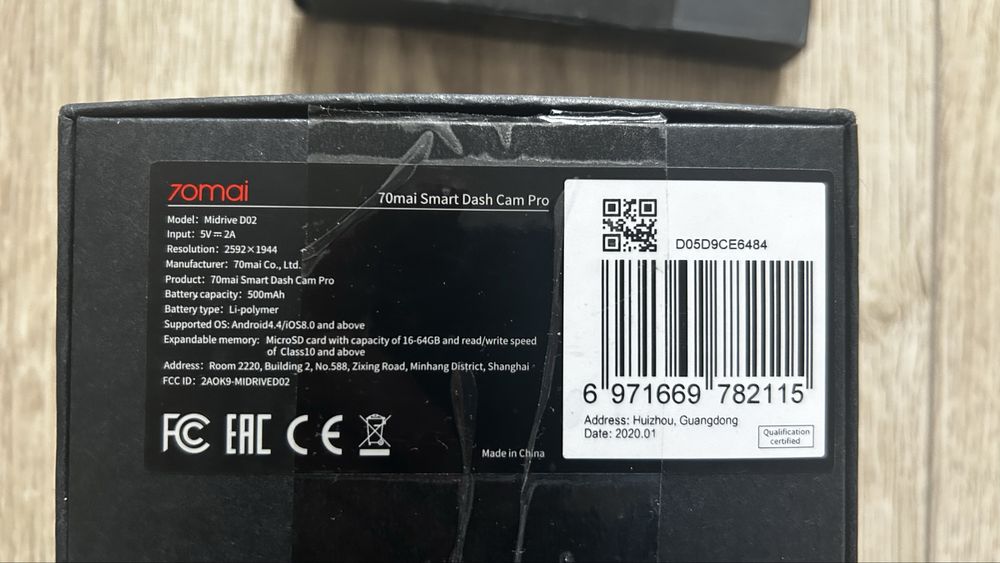 70mai
70mai Smart Dash Cam Pro
Model: Midrive D02
Input: 5V⎓2A
Resolution: 2592×1944
Manufacturer: 70mai Co., Ltd.
Product: 70mai Smart Dash Cam Pro
Battery capacity: 500mAh
Battery type: Li-polymer
Supported OS: Android4.4/iOS8.0 and above
Expandable memory: MicroSD card with capacity of 16-64GB and read/write speed
of Class10 and above
Address: Room 2220, Building 2, No.588, Zixing Road, Minhang District, Shanghai
FCC ID: 2AOK9-MIDRIVED02
FC EAC CE
Made in China
D05D9CE6484
6 971669 782115
Address: Huizhou, Guangdong
Date: 2020.01
Qualification
certified